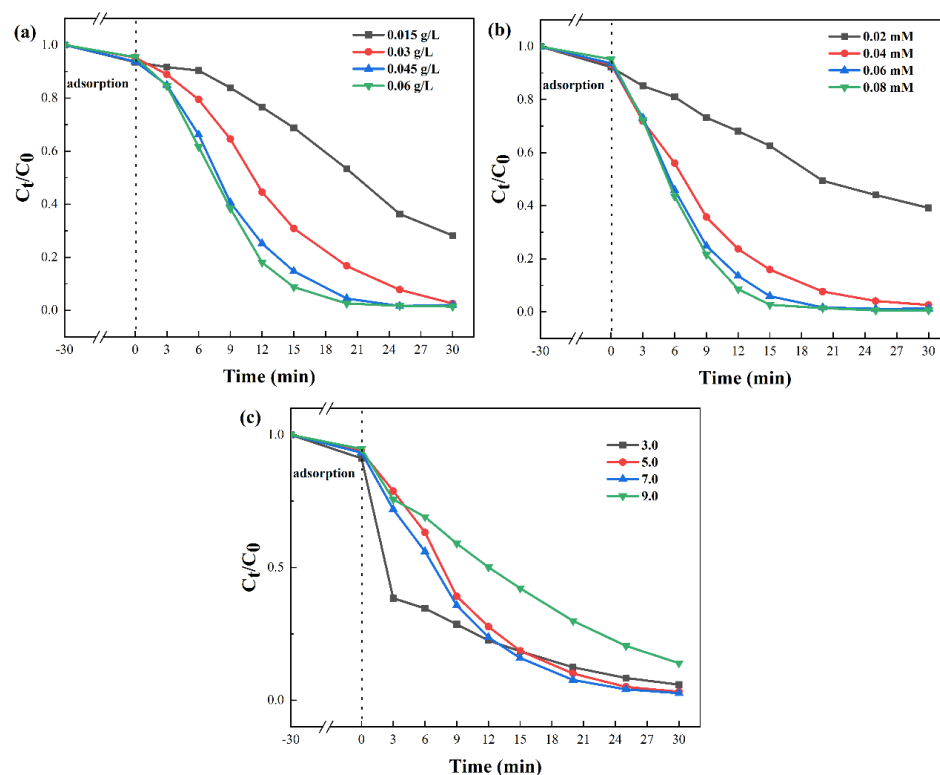 (a)
0.015 g/L
0.03 g/L
0.045 g/L
0.06 g/L
adsorption
1.0
0.8
0.6
0.4
0.2
0.0
Ct/C0
-30 0 3 6 9 12 15 18 21 24 27 30
Time (min)
(b)
0.02 mM
0.04 mM
0.06 mM
0.08 mM
adsorption
1.0
0.8
0.6
0.4
0.2
0.0
Ct/C0
-30 0 3 6 9 12 15 18 21 24 27 30
Time (min)
(c)
3.0
5.0
7.0
9.0
adsorption
1.0
0.5
0.0
Ct/C0
-30 0 3 6 9 12 15 18 21 24 27 30
Time (min)